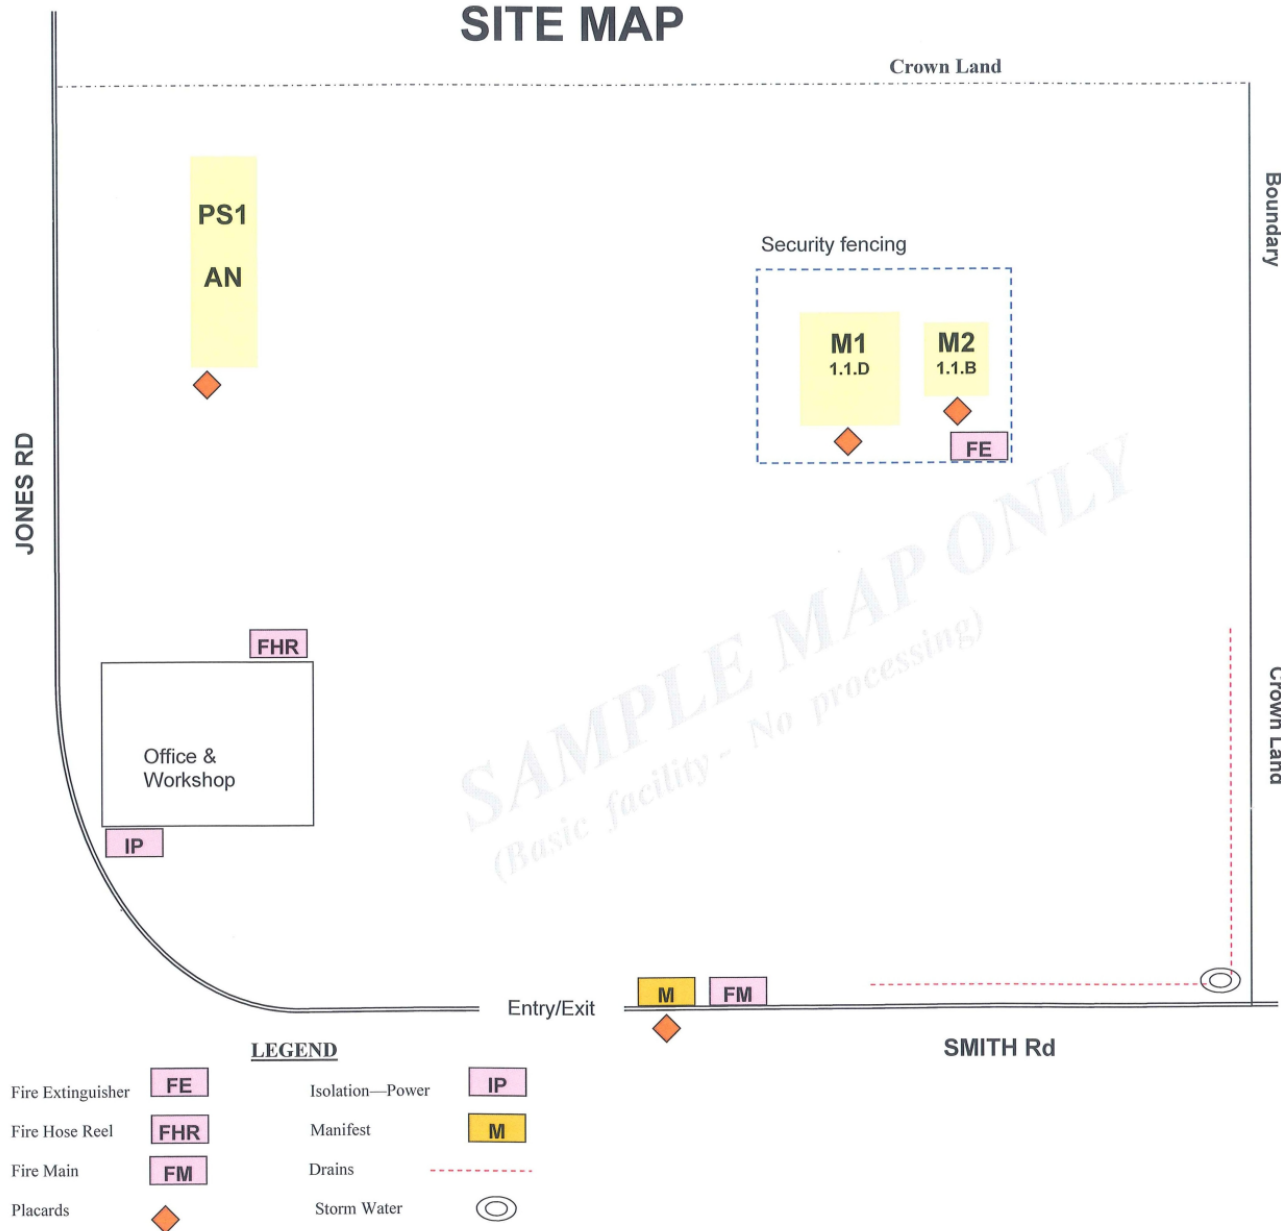 SITE MAP
Crown Land
Boundary
PS1
AN
Security fencing
M1
1.1.D
M2
1.1.B
FE
JONES RD
SAMPLE MAP ONLY
(Basic facility - No processing)
Crown Land
FHR
Office &
Workshop
IP
M
FM
Entry/Exit
SMITH Rd
LEGEND
Fire Extinguisher FE
Isolation—Power IP
Fire Hose Reel FHR
Manifest M
Fire Main FM
Drains
Placards
Storm Water